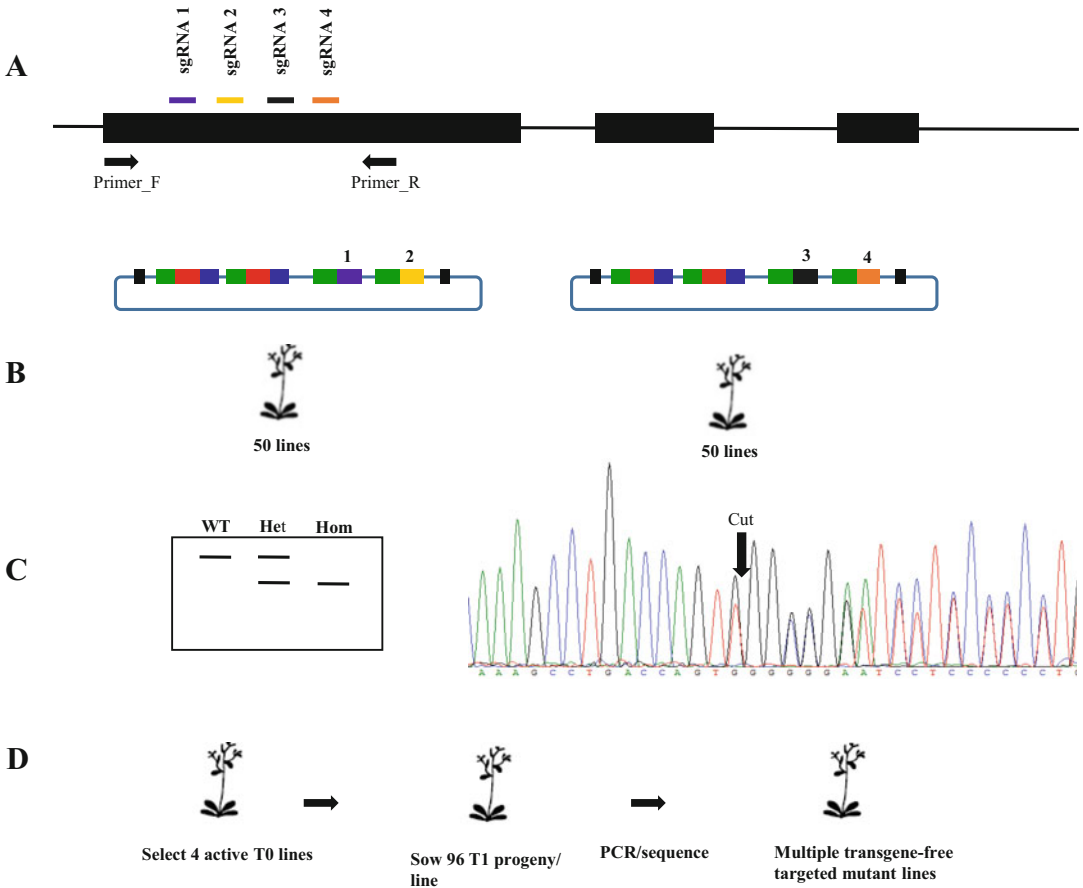 A
sgRNA 1
sgRNA 2
sgRNA 3
sgRNA 4
Primer_F
Primer_R
1
2
3
4
B
50 lines
50 lines
C
WT
Het
Hom
Cut
A A A G C C T G A C C A G T G G G G G G A A T C C T C C C C C C T
D
Select 4 active T0 lines
Sow 96 T1 progeny/
line
PCR/sequence
Multiple transgene-free
targeted mutant lines